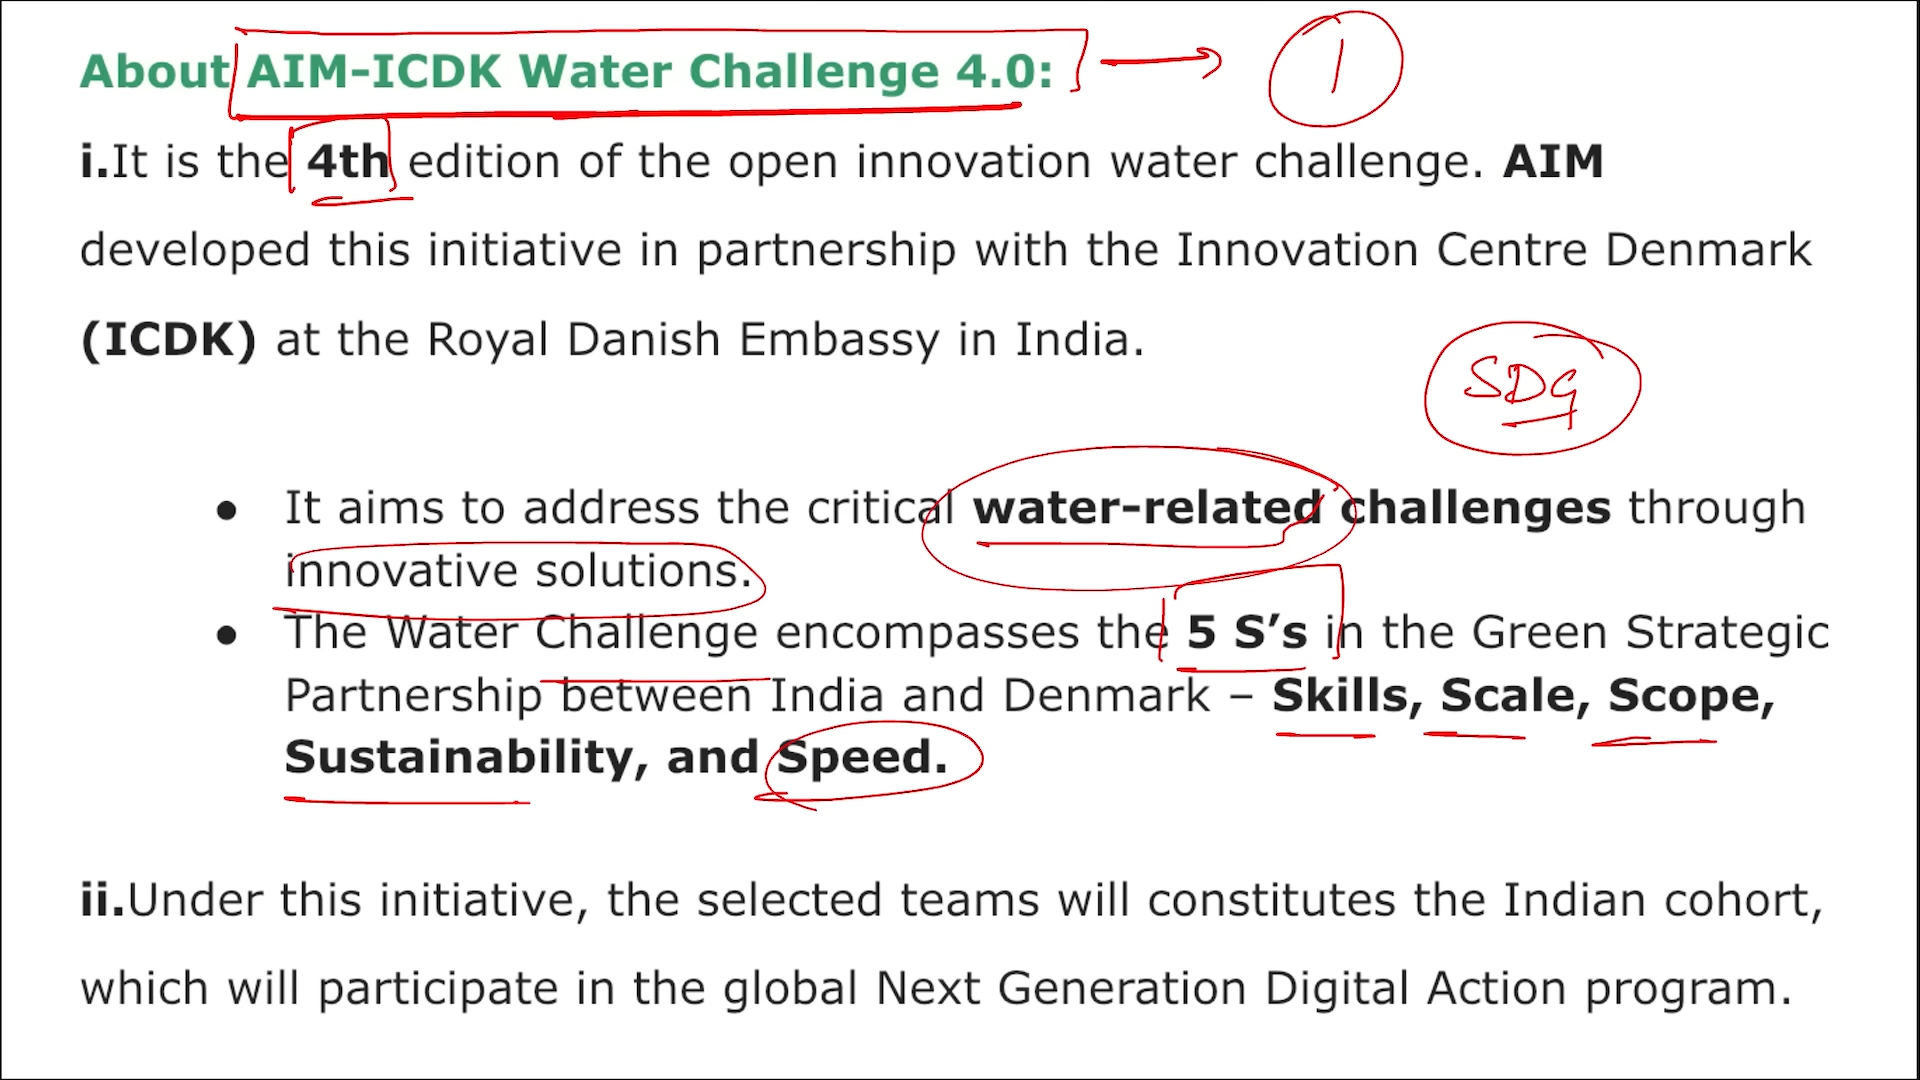 About AIM-ICDK Water Challenge 4.0:
1
i.It is the 4th edition of the open innovation water challenge. AIM
developed this initiative in partnership with the Innovation Centre Denmark
(ICDK) at the Royal Danish Embassy in India.
SDG
● It aims to address the critical water-related challenges through
innovative solutions.
● The Water Challenge encompasses the 5 S’s in the Green Strategic
Partnership between India and Denmark – Skills, Scale, Scope,
Sustainability, and Speed.
ii.Under this initiative, the selected teams will constitutes the Indian cohort,
which will participate in the global Next Generation Digital Action program.